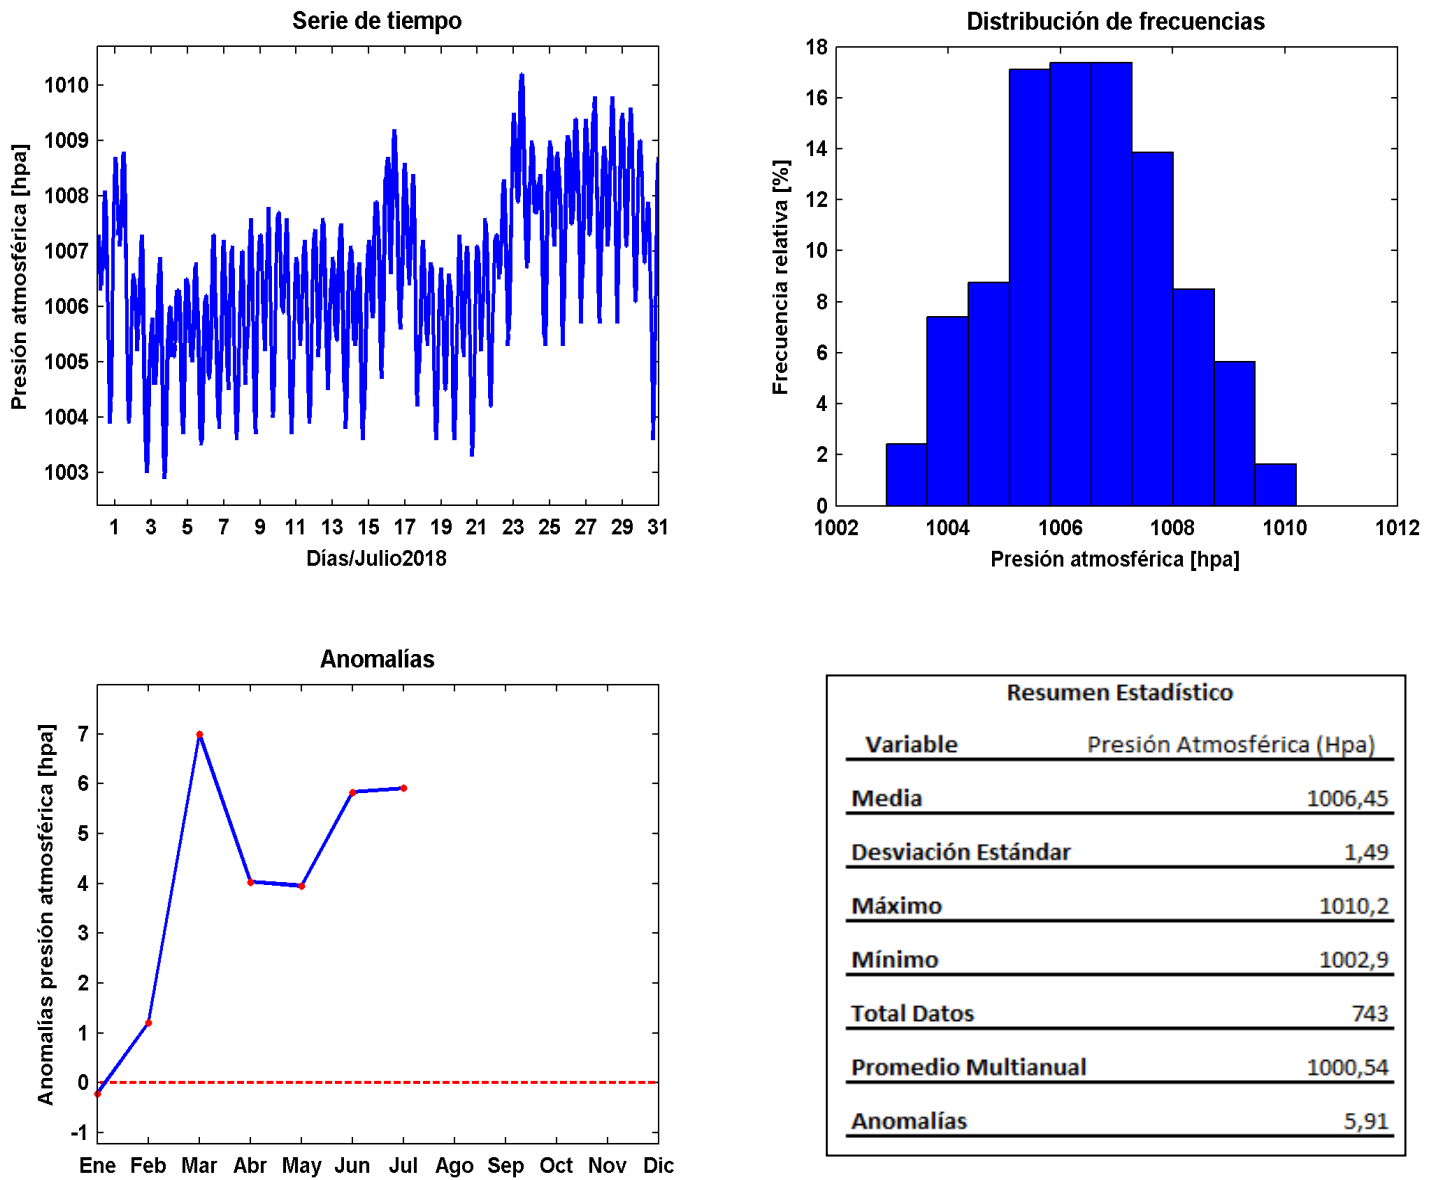 Serie de tiempo
Presión atmosférica [hpa]
1010
1009
1008
1007
1006
1005
1004
1003
1 3 5 7 9 11 13 15 17 19 21 23 25 27 29 31
Días/Julio2018
Distribución de frecuencias
Frecuencia relativa [%]
18
16
14
12
10
8
6
4
2
0
1002 1004 1006 1008 1010 1012
Presión atmosférica [hpa]
Anomalías
Anomalías presión atmosférica [hpa]
7
6
5
4
3
2
1
0
-1
Ene Feb Mar Abr May Jun Jul Ago Sep Oct Nov Dic
Resumen Estadístico
Variable Presión Atmosférica (Hpa)
Media 1006,45
Desviación Estándar 1,49
Máximo 1010,2
Mínimo 1002,9
Total Datos 743
Promedio Multianual 1000,54
Anomalías 5,91